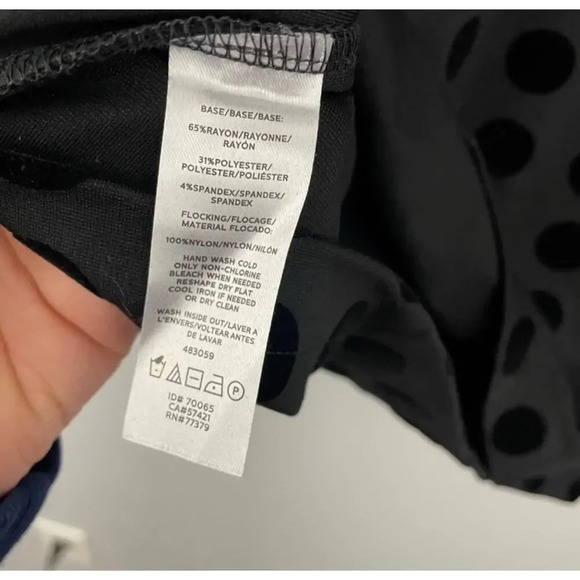 BASE/BASE/BASE:
65%RAYON/RAYONNE/
RAYÓN
31%POLYESTER/
POLYESTER/POLIÉSTER
4%SPANDEX/SPANDEX/
SPANDEX
FLOCKING/FLOCAGE/
MATERIAL FLOCADO:
100%NYLON/NYLON/NILÓN
HAND WASH COLD
ONLY NON-CHLORINE
BLEACH WHEN NEEDED
RESHAPE DRY FLAT
COOL IRON IF NEEDED
OR DRY CLEAN
WASH INSIDE OUT/LAVER A
L'ENVERS/VOLTEAR ANTES
DE LAVAR
483059
P
ID# 70065
CA#57421
RN#77379